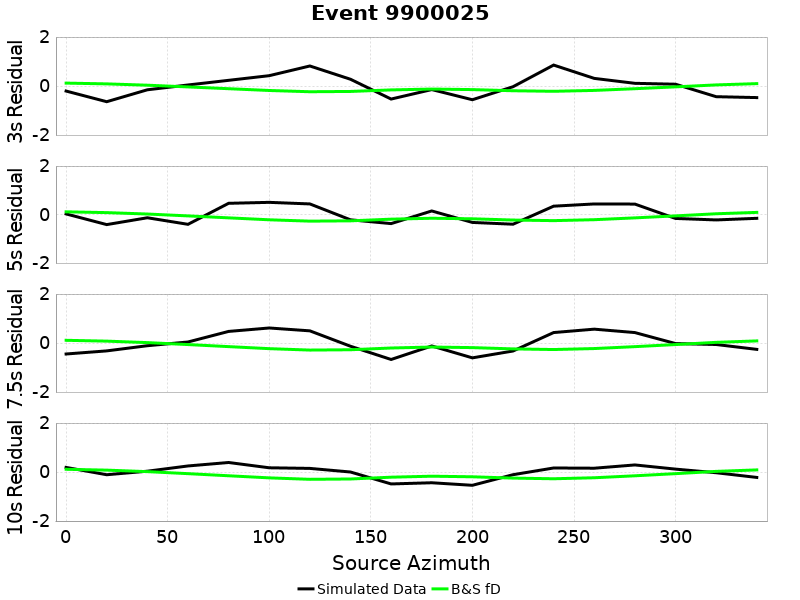 Event 9900025
3s Residual
2
0
-2
5s Residual
2
0
-2
7.5s Residual
2
0
-2
10s Residual
2
0
-2
0 50 100 150 200 250 300
Source Azimuth
Simulated Data B&S fD